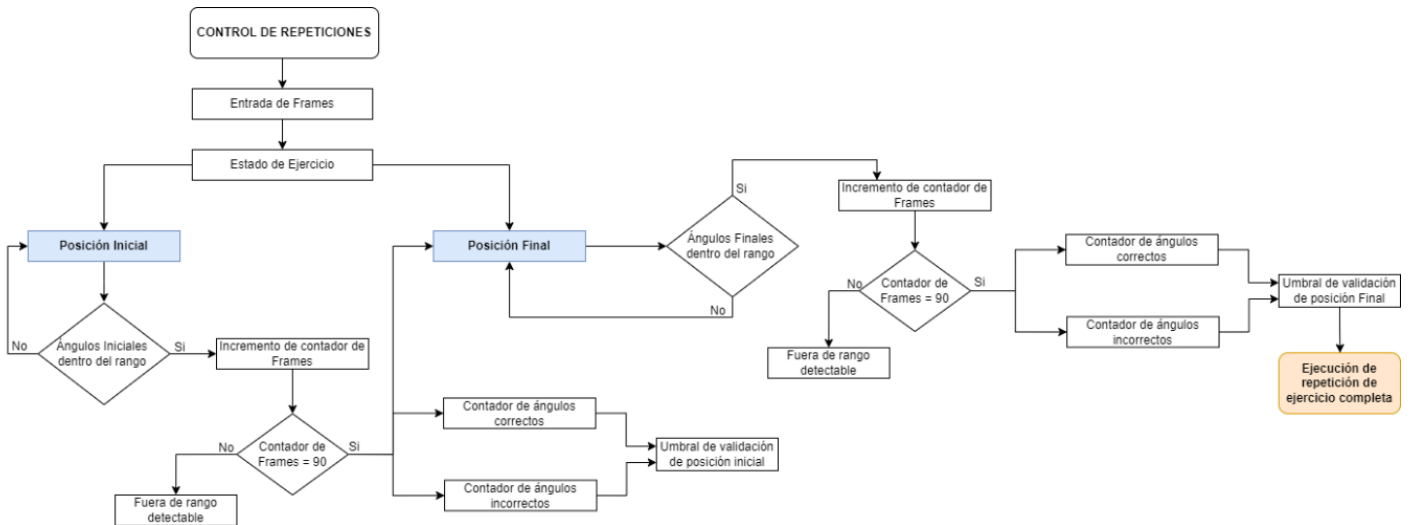 CONTROL DE REPETICIONES
Entrada de Frames
Estado de Ejercicio
Posición Inicial
Ángulos Iniciales
dentro del rango
No
Si
Incremento de contador de
Frames
Contador de
Frames = 90
No
Si
Fuera de rango
detectable
Contador de ángulos
correctos
Contador de ángulos
incorrectos
Umbral de validación
de posición inicial
Posición Final
Ángulos Finales
dentro del rango
Si
No
Incremento de contador de
Frames
Contador de
Frames = 90
No
Si
Fuera de rango
detectable
Contador de ángulos
correctos
Contador de ángulos
incorrectos
Umbral de validación
de posición Final
Ejecución de
repetición de
ejercicio completa